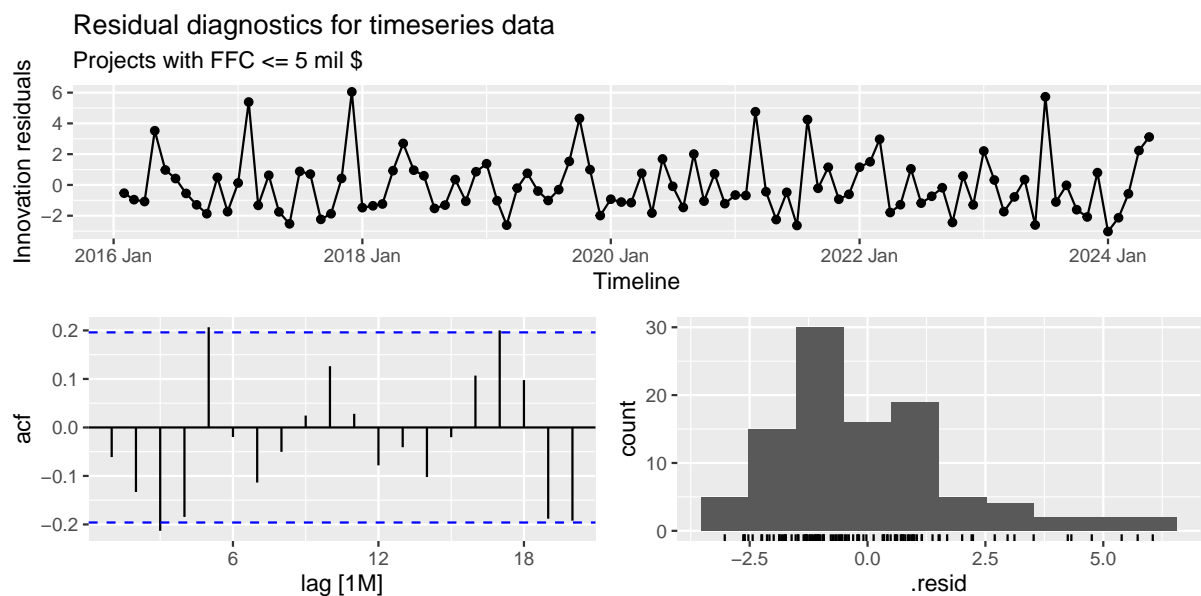 Residual diagnostics for timeseries data
Projects with FFC <= 5 mil $
Innovation residuals
6
4
2
0
−2
2016 Jan
2018 Jan
2020 Jan
2022 Jan
2024 Jan
Timeline
acf
0.2
0.1
0.0
−0.1
−0.2
6
12
18
lag [1M]
count
30
20
10
0
−2.5
0.0
2.5
5.0
.resid